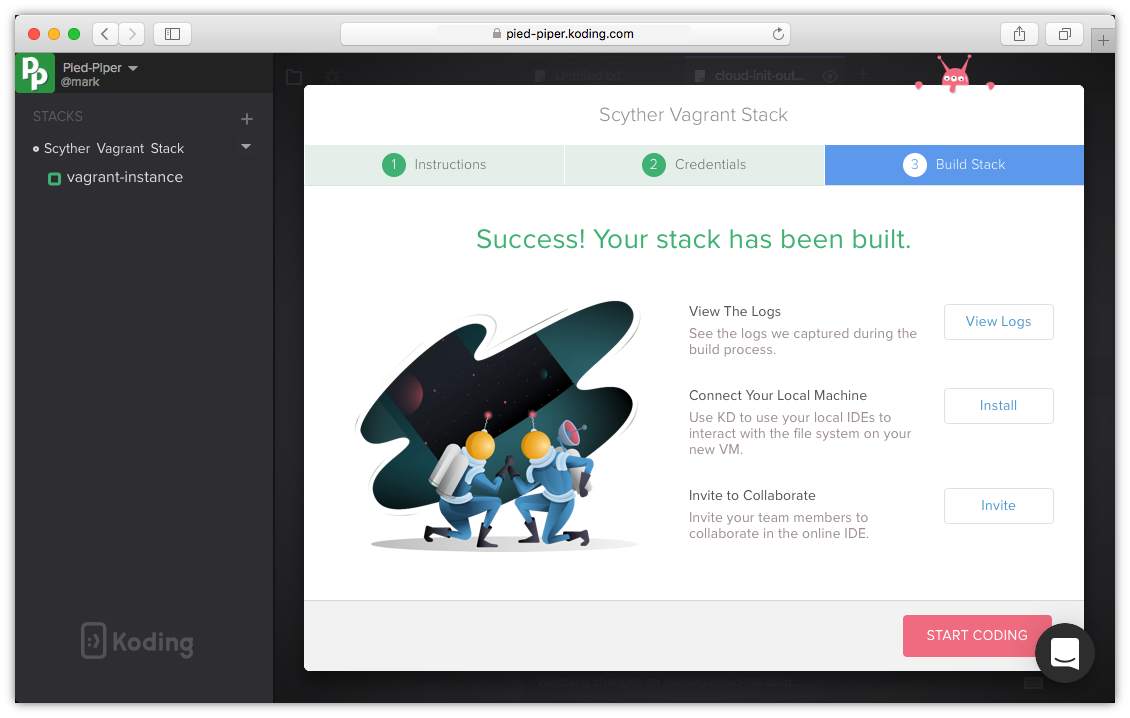 pied-piper.koding.com
Pp
Pied-Piper
@mark
STACKS
Scyther Vagrant Stack
vagrant-instance
Untitled.txt
cloud-init-out...
Scyther Vagrant Stack
1 Instructions
2 Credentials
3 Build Stack
Success! Your stack has been built.
View The Logs
See the logs we captured during the
build process.
View Logs
Connect Your Local Machine
Use KD to use your local IDEs to
interact with the file system on your
new VM.
Install
Invite to Collaborate
Invite your team members to
collaborate in the online IDE.
Invite
Koding
START CODING